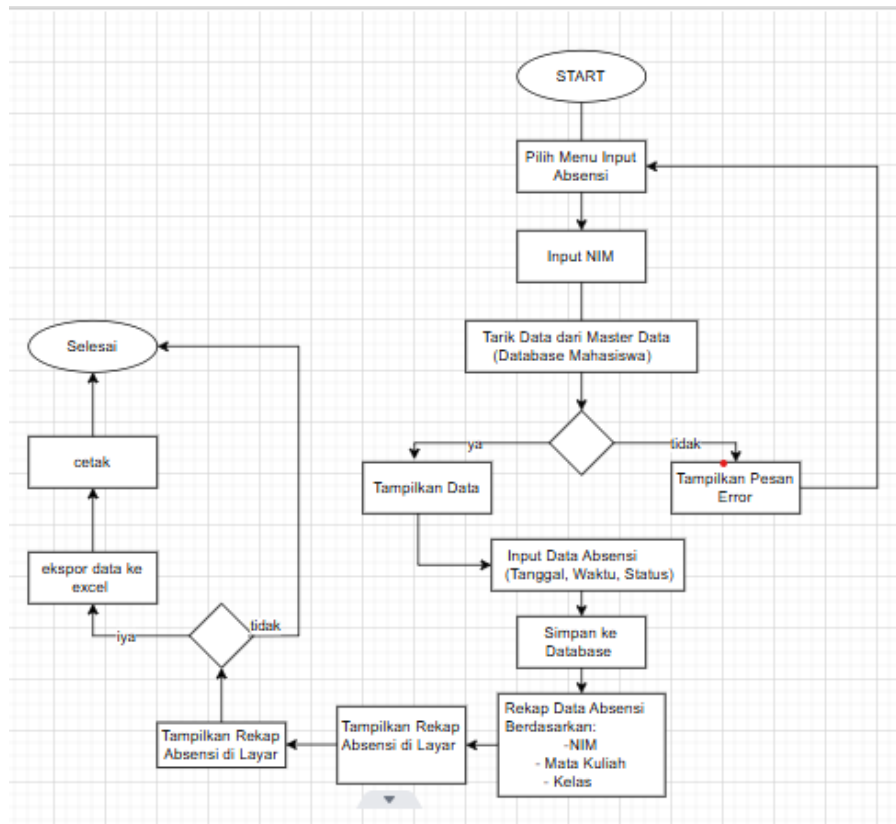 START
Pilih Menu Input
Absensi
Input NIM
Tarik Data dari Master Data
(Database Mahasiswa)
ya
tidak
Tampilkan Data
Tampilkan Pesan
Error
Input Data Absensi
(Tanggal, Waktu, Status)
Simpan ke
Database
Rekap Data Absensi
Berdasarkan:
-NIM
- Mata Kuliah
- Kelas
Tampilkan Rekap
Absensi di Layar
Tampilkan Rekap
Absensi di Layar
iya
tidak
ekspor data ke
excel
cetak
Selesai